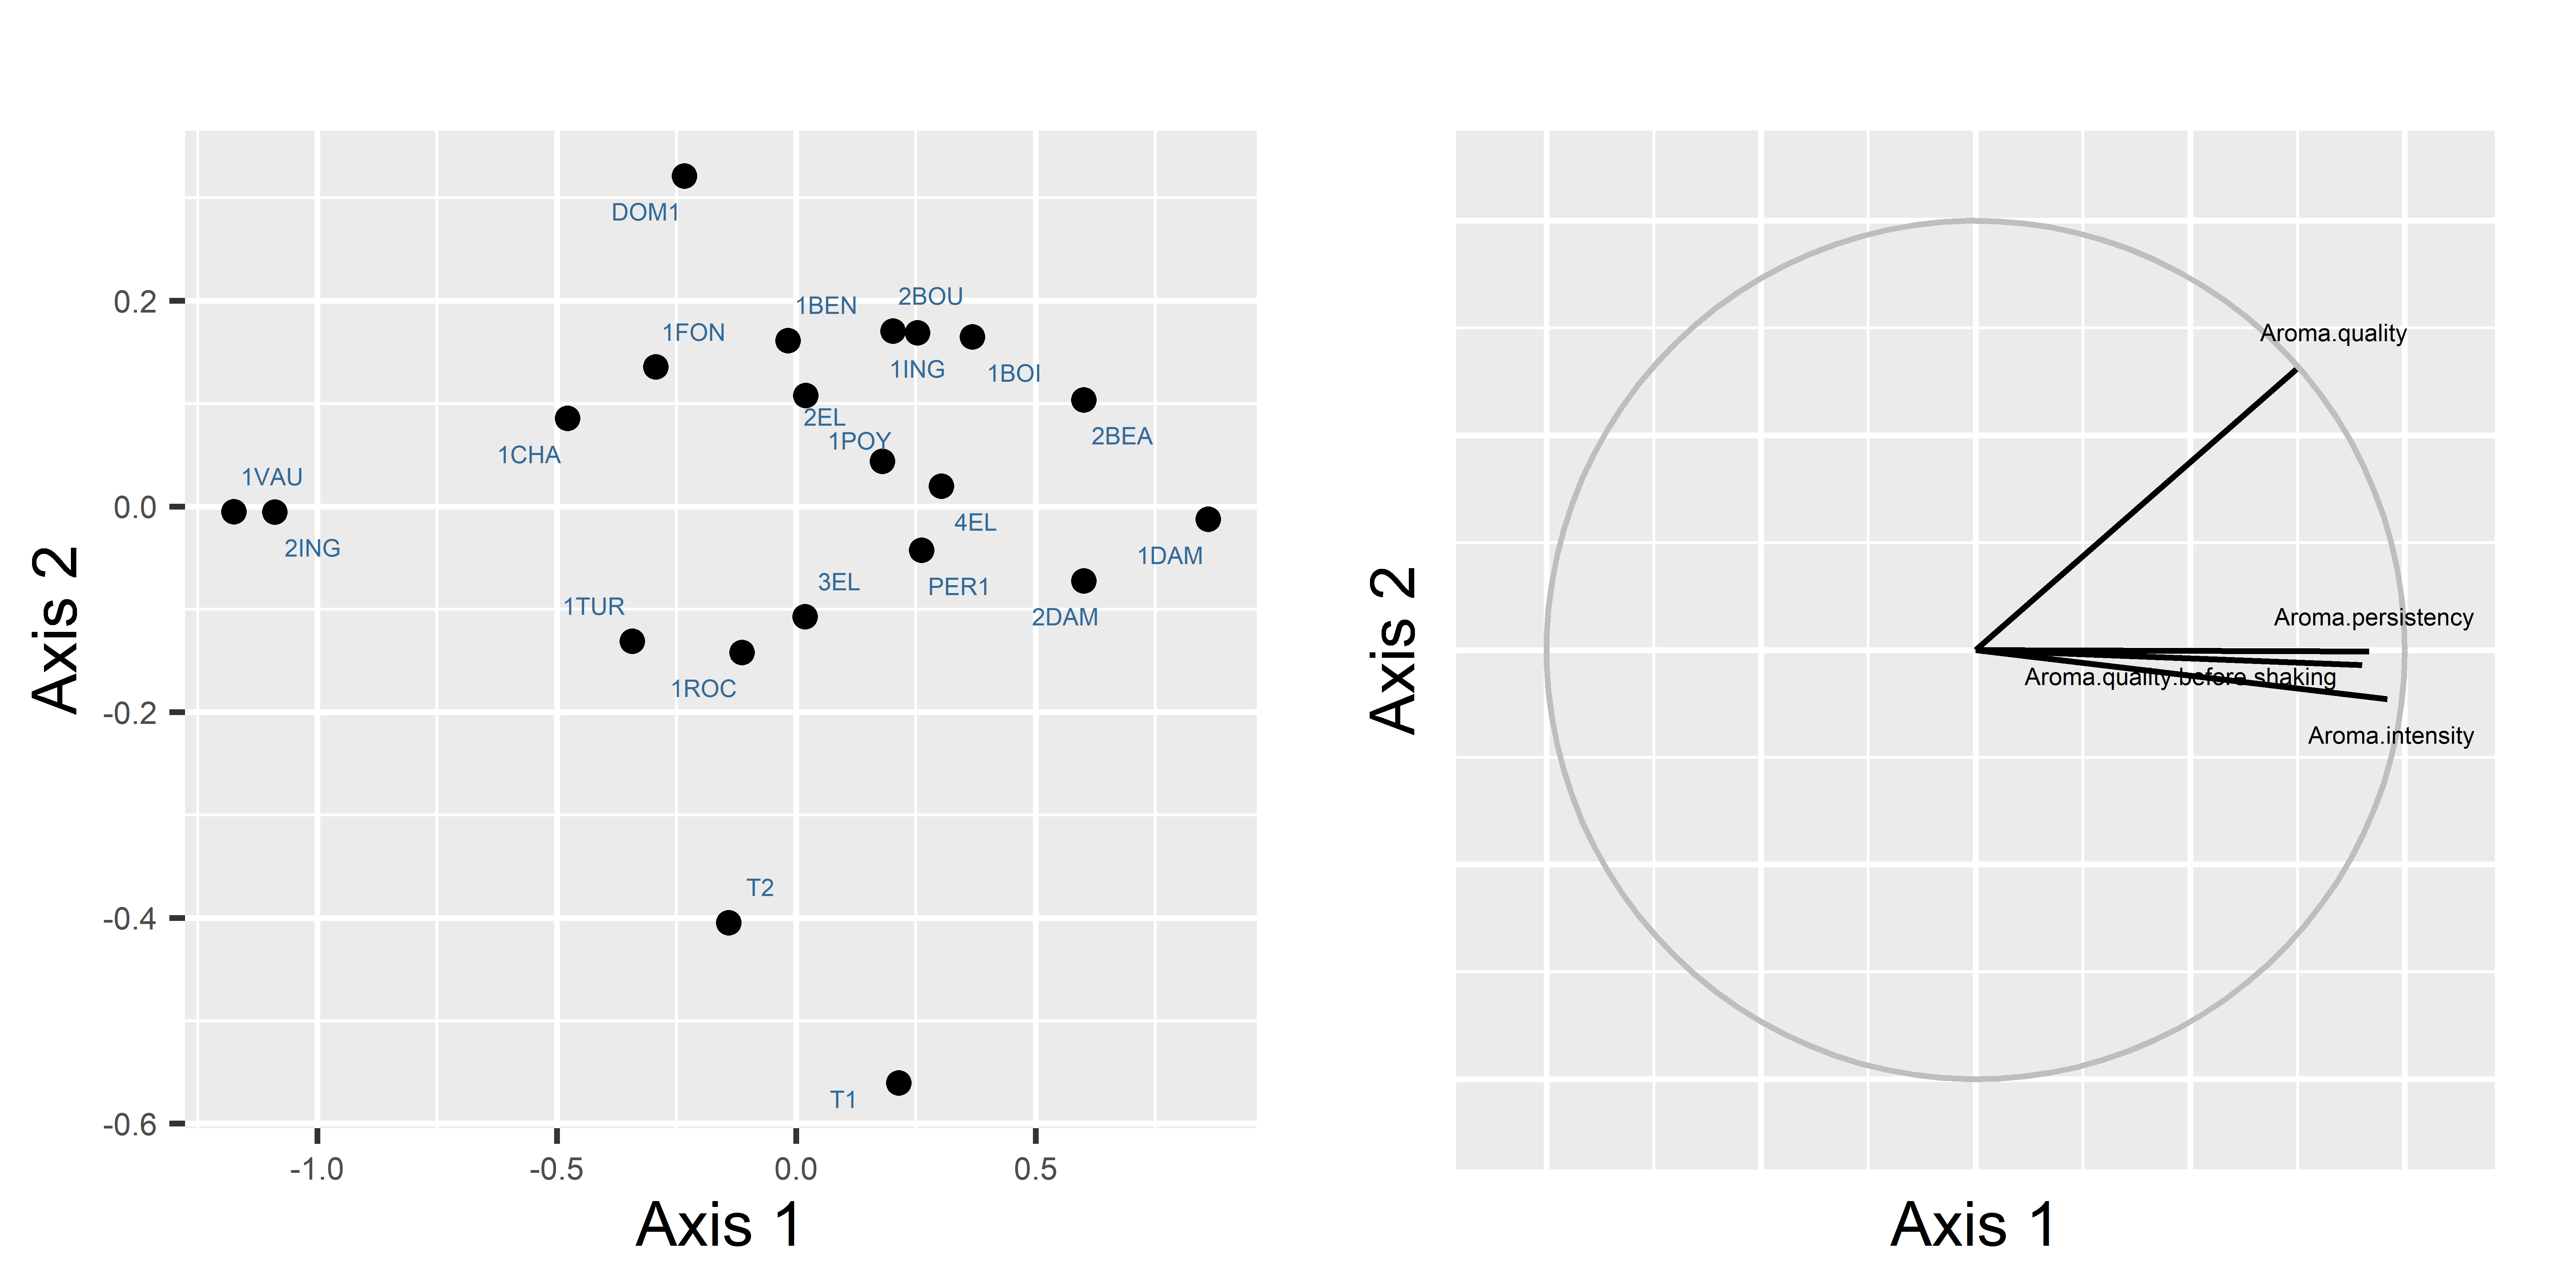 DOM1
0.2
1BEN
2BOU
1FON
1ING
1BOI
2EL
1POY
2BEA
1CHA
1VAU
0.0
4EL
2ING
1DAM
3EL
PER1
1TUR
2DAM
1ROC
-0.2
T2
-0.4
T1
-0.6
-1.0
-0.5
0.0
0.5
Axis 1
Axis 2
Aroma.quality
Aroma.persistency
Aroma.quality.before.shaking
Aroma.intensity
Axis 1
Axis 2